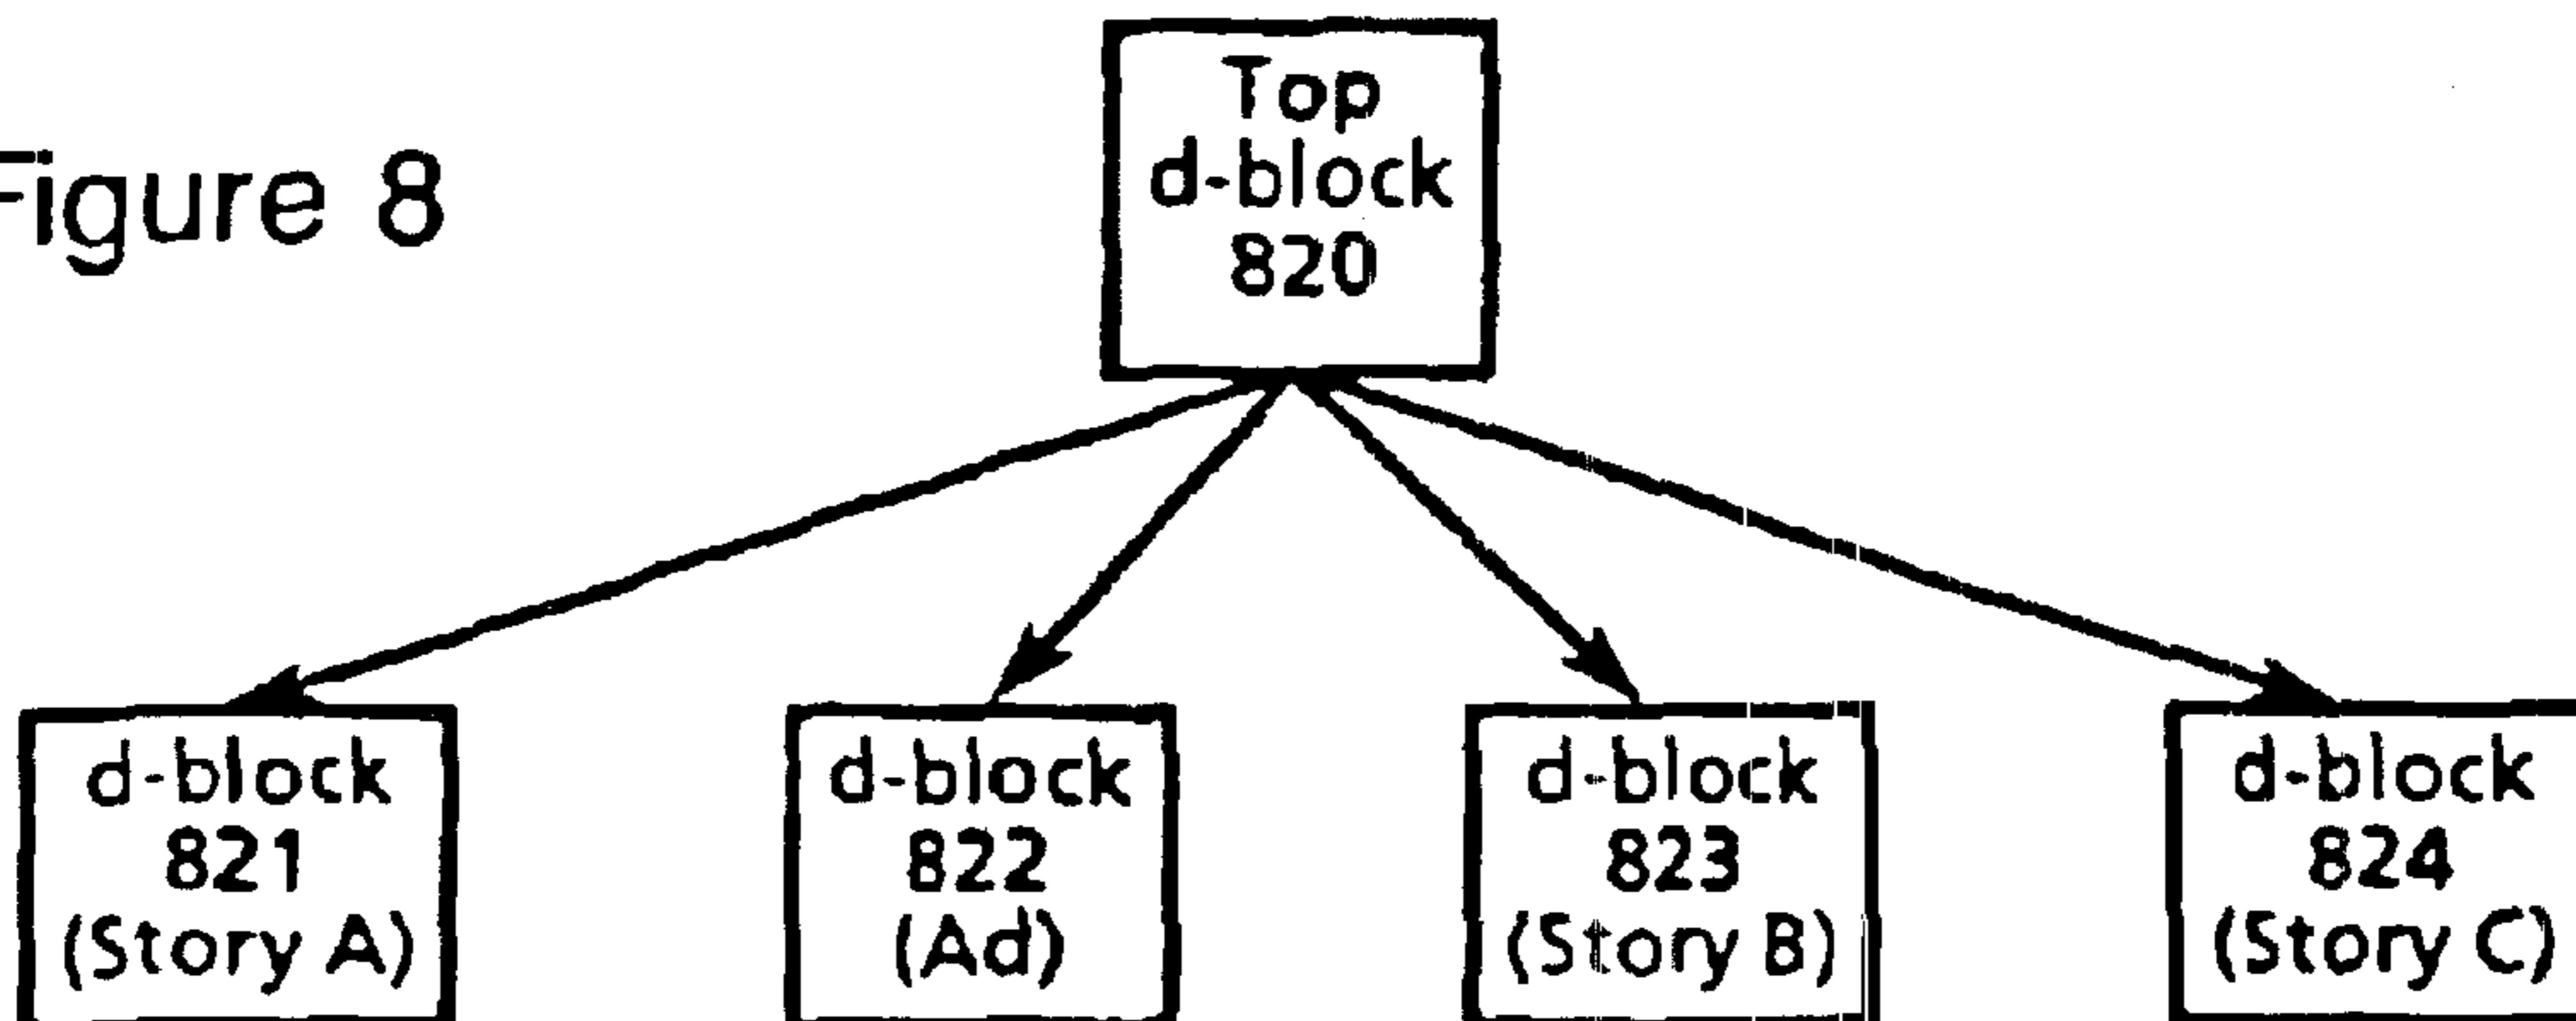 Figure 8
Top
d-block
820
d-block
821
(Story A)
d-block
822
(Ad)
d-block
823
(Story B)
d-block
824
(Story C)